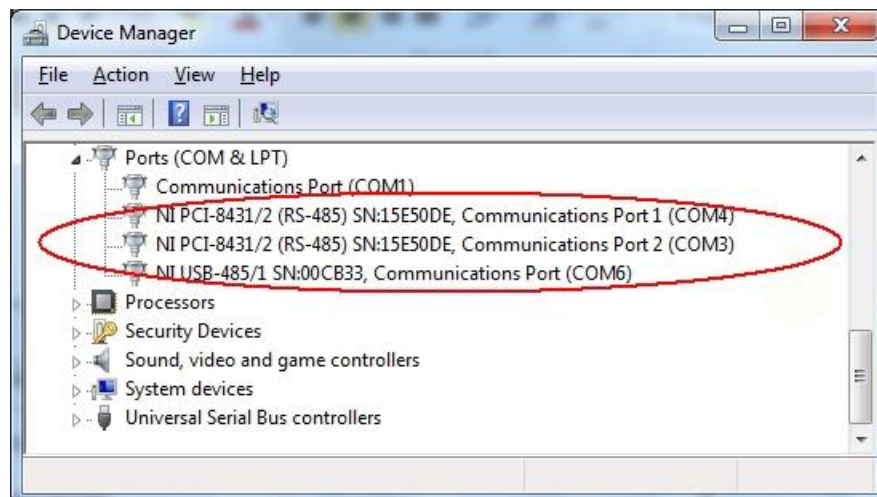 Device Manager
File Action View Help
Ports (COM & LPT)
Communications Port (COM1)
NI PCI-8431/2 (RS-485) SN:15E50DE, Communications Port 1 (COM4)
NI PCI-8431/2 (RS-485) SN:15E50DE, Communications Port 2 (COM3)
NI USB-485/1 SN:00CB33, Communications Port (COM6)
Processors
Security Devices
Sound, video and game controllers
System devices
Universal Serial Bus controllers